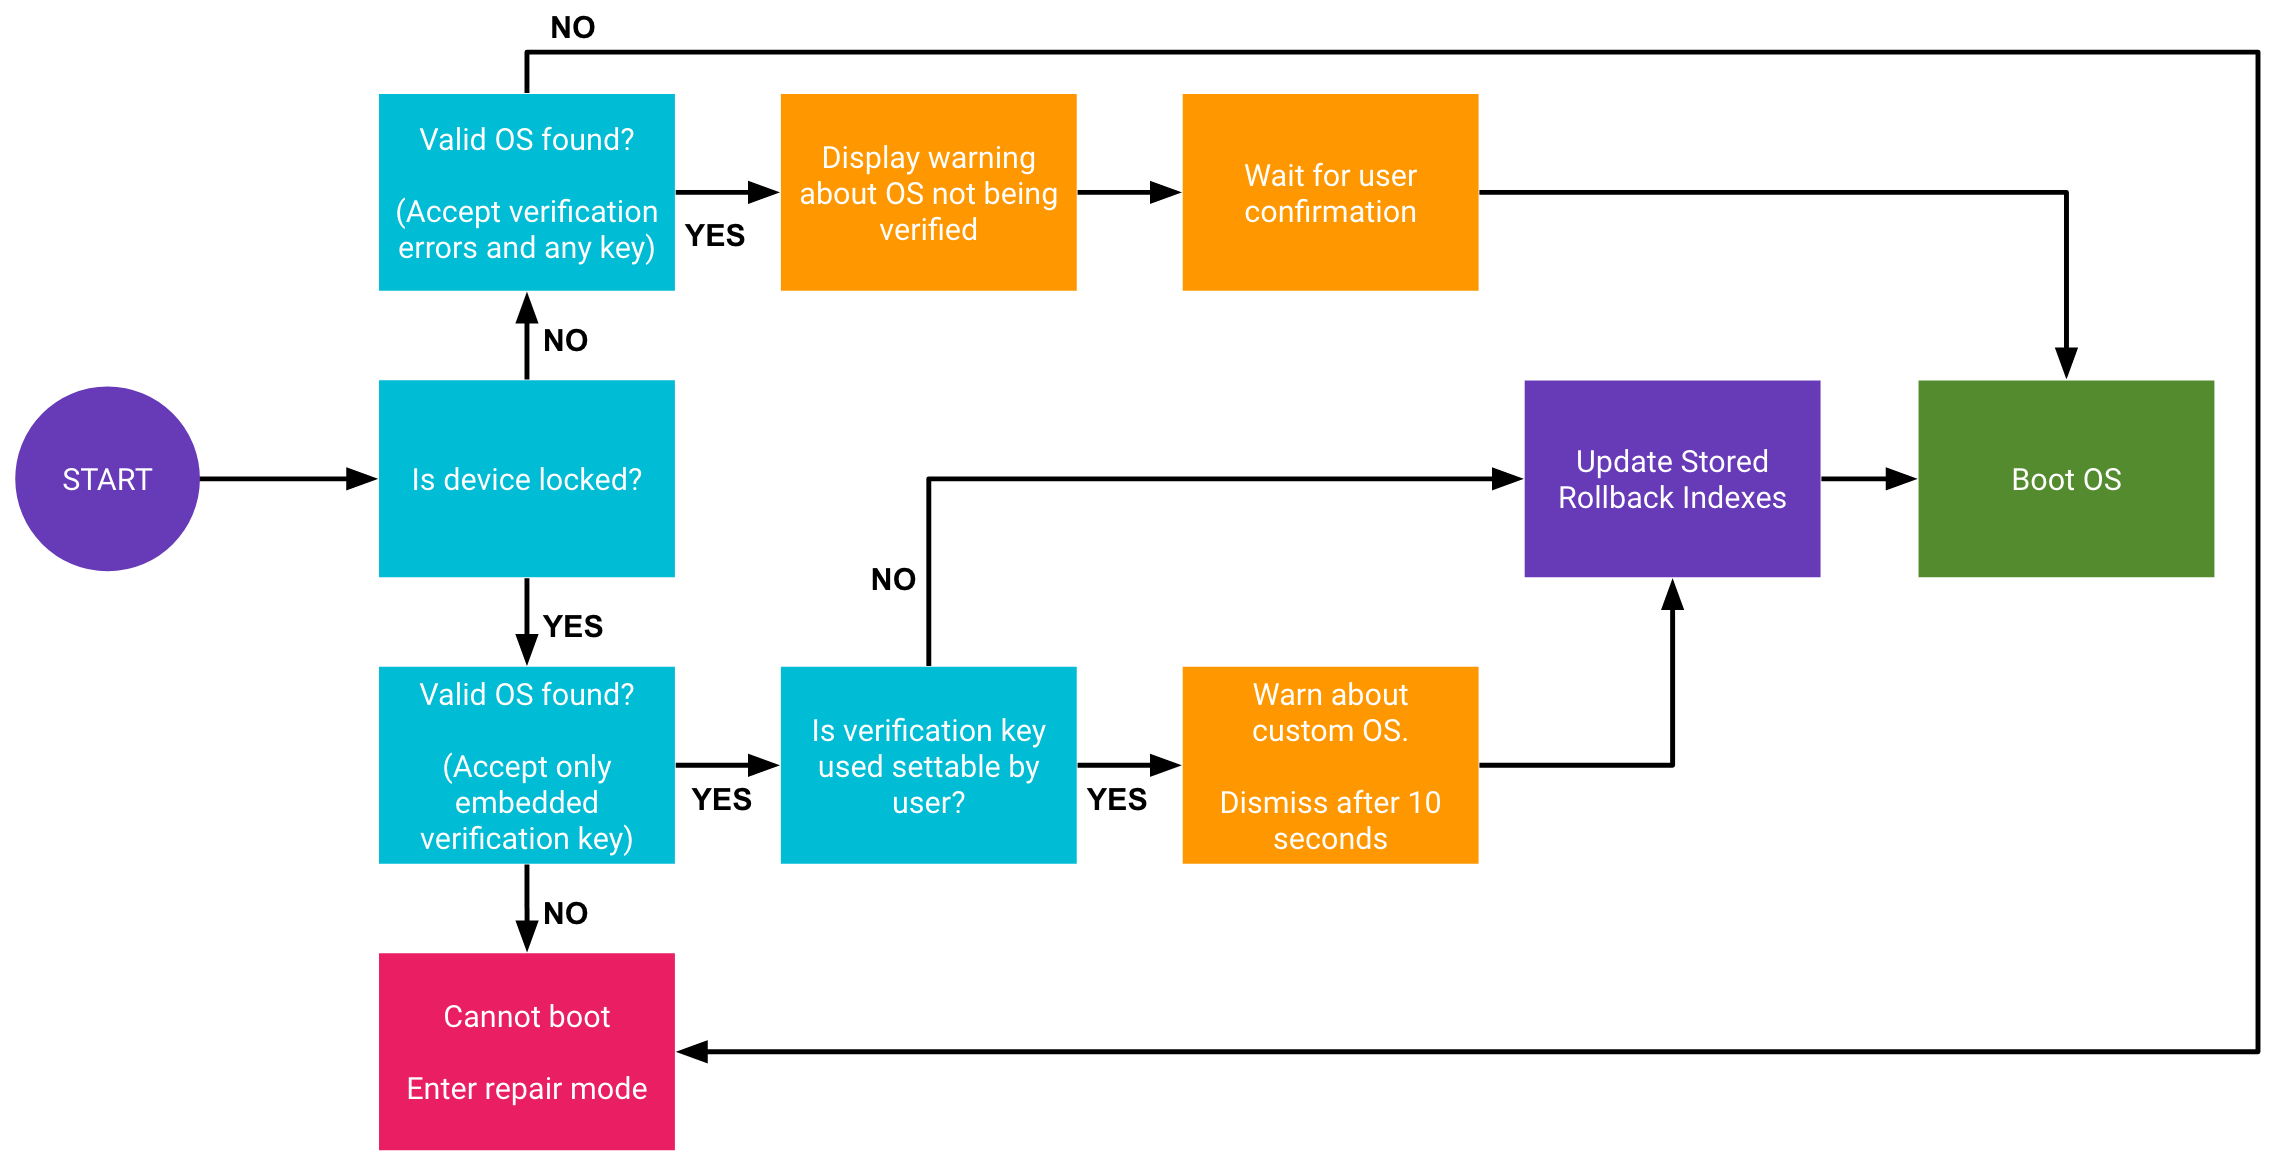 NO
Valid OS found?
(Accept verification
errors and any key)
YES
Display warning
about OS not being
verified
Wait for user
confirmation
NO
START
Is device locked?
Update Stored
Rollback Indexes
Boot OS
NO
YES
Valid OS found?
(Accept only
embedded
verification key)
YES
Is verification key
used settable by
user?
YES
Warn about
custom OS.
Dismiss after 10
seconds
NO
Cannot boot
Enter repair mode